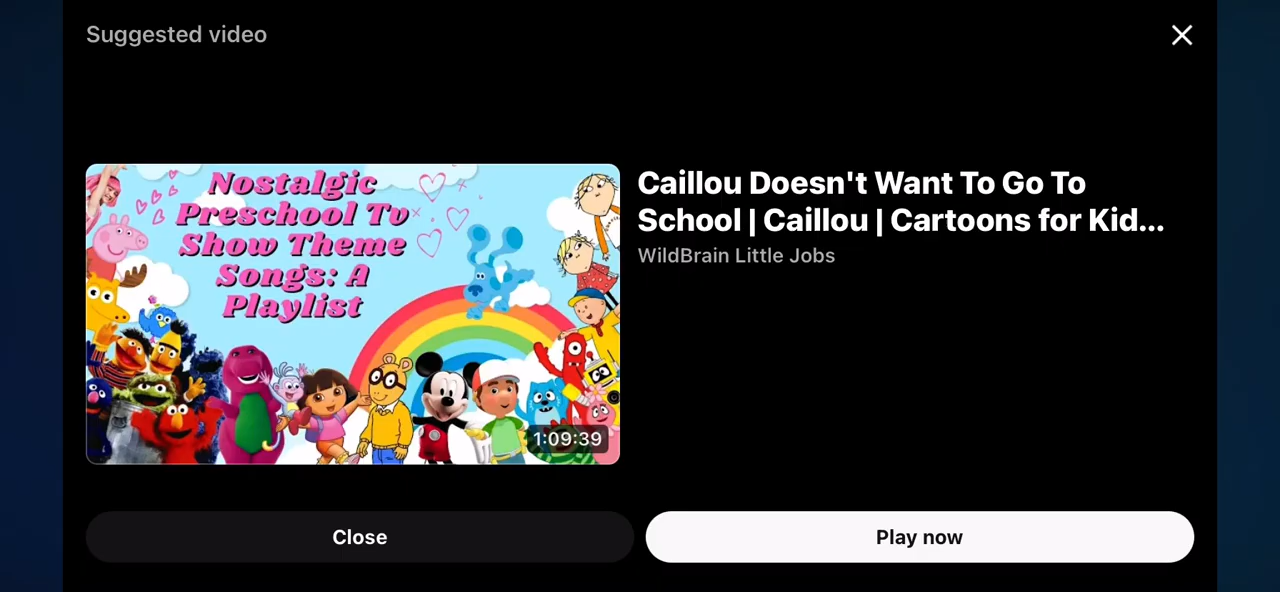 Suggested video
Nostalgic
Preschool Tv
Show Theme
Songs: A
Playlist
1:09:39
Caillou Doesn't Want To Go To
School | Caillou | Cartoons for Kid...
WildBrain Little Jobs
Close
Play now